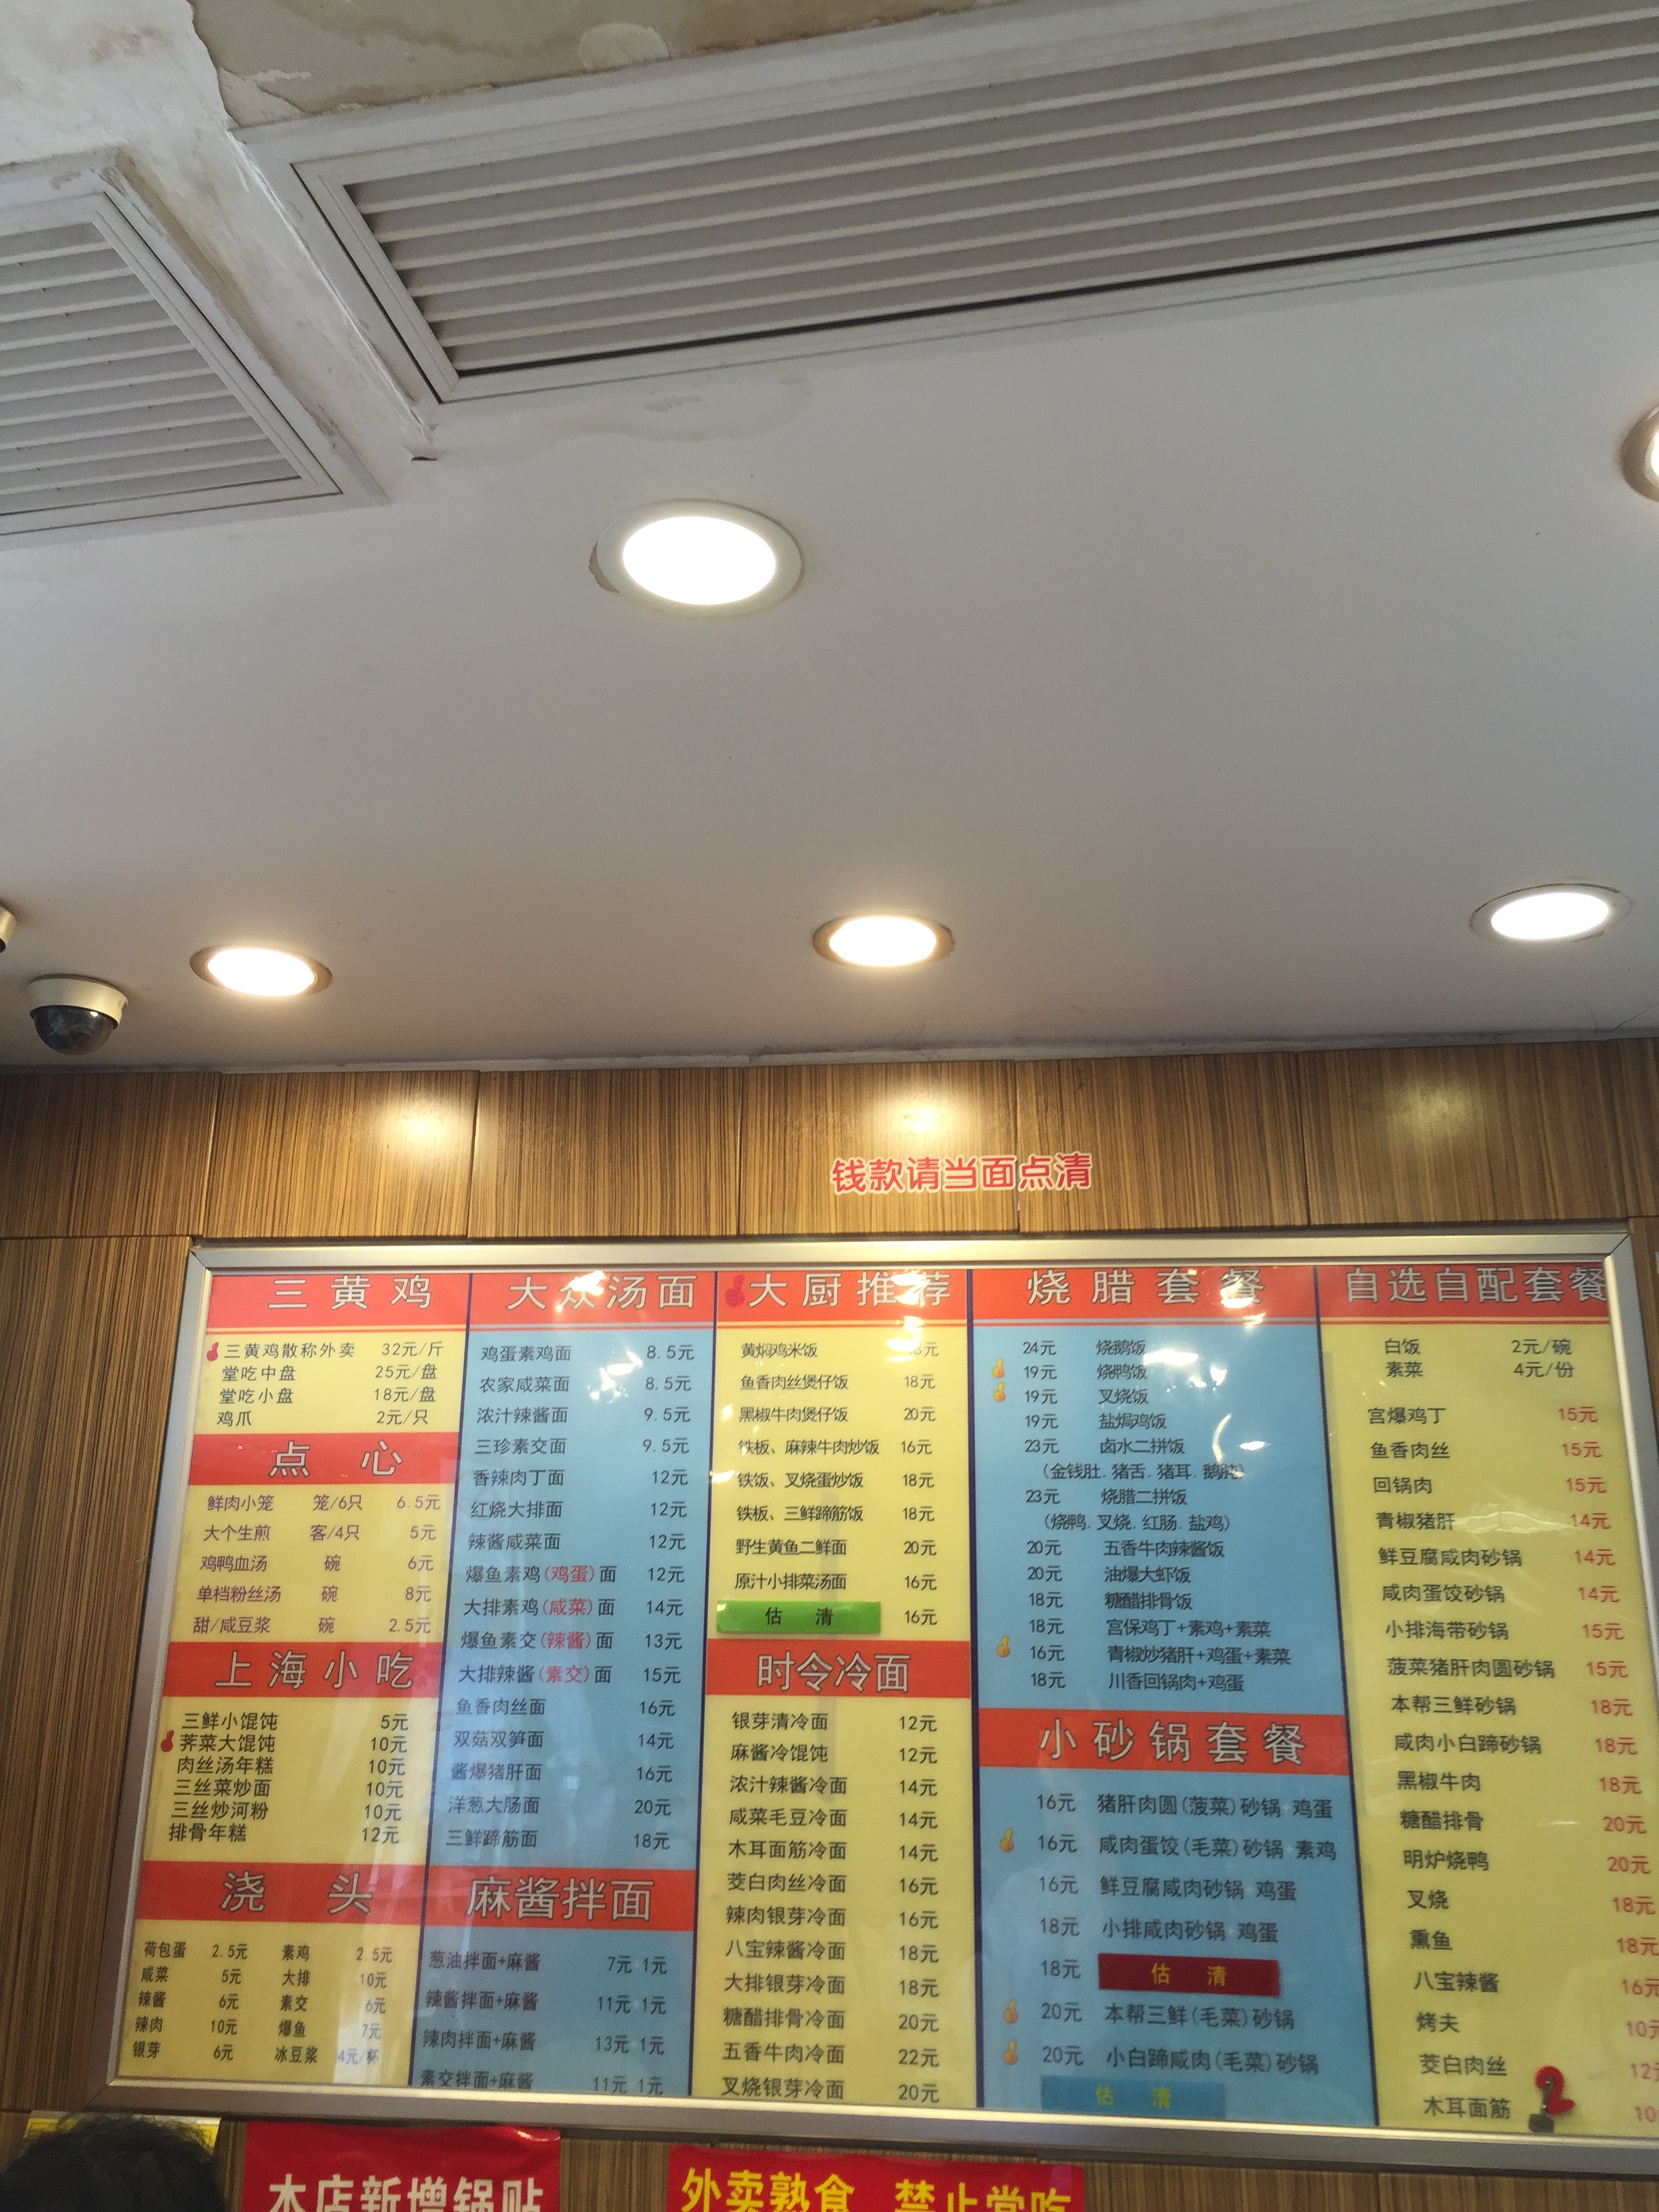 钱款请当面点清
三黄鸡
三黄鸡散称外卖 32元/斤
堂吃中盘 25元/盘
堂吃小盘 18元/盘
鸡爪 2元/只
点心
鲜肉小笼 笼/6只 6.5元
大个生煎 客/4只 5元
鸡鸭血汤 碗 6元
单档粉丝汤 碗 8元
甜/咸豆浆 碗 2.5元
上海小吃
三鲜小馄饨 5元
荠菜大馄饨 10元
肉丝汤年糕 10元
三丝菜炒面 10元
三丝炒河粉 10元
排骨年糕 12元
浇头
荷包蛋 2.5元 素鸡 2.5元
咸菜 5元 大排 10元
辣酱 6元 素交 6元
辣肉 10元 爆鱼 7元
银芽 6元 冰豆浆 4元/杯
大众汤面
鸡蛋素鸡面 8.5元
农家咸菜面 8.5元
浓汁辣酱面 9.5元
三珍素交面 9.5元
香辣肉丁面 12元
红烧大排面 12元
辣酱咸菜面 12元
爆鱼素鸡(鸡蛋)面 12元
大排素鸡(咸菜)面 14元
爆鱼素交(辣酱)面 13元
大排辣酱(素交)面 15元
鱼香肉丝面 16元
双菇双笋面 14元
酱爆猪肝面 16元
洋葱大肠面 20元
三鲜蹄筋面 18元
麻酱拌面
葱油拌面+麻酱 7元 1元
辣酱拌面+麻酱 11元 1元
辣肉拌面+麻酱 13元 1元
素交拌面+麻酱 11元 1元
大厨推荐
黄焖鸡米饭
鱼香肉丝煲仔饭 18元
黑椒牛肉煲仔饭 20元
铁板、麻辣牛肉炒饭 16元
铁饭、叉烧蛋炒饭 18元
铁板、三鲜蹄筋饭 18元
野生黄鱼二鲜面 20元
原汁小排菜汤面 16元
估清 16元
时令冷面
银芽清冷面 12元
麻酱冷馄饨 12元
浓汁辣酱冷面 14元
咸菜毛豆冷面 14元
木耳面筋冷面 14元
茭白肉丝冷面 16元
辣肉银芽冷面 16元
八宝辣酱冷面 18元
大排银芽冷面 18元
糖醋排骨冷面 20元
五香牛肉冷面 22元
叉烧银芽冷面 20元
烧腊套餐
24元 烧鹅饭
19元 烧鸭饭
19元 叉烧饭
19元 盐焗鸡饭
23元 卤水二拼饭
(金钱肚.猪舌.猪耳.鹅肫)
23元 烧腊二拼饭
(烧鸭.叉烧.红肠.盐鸡)
20元 五香牛肉辣酱饭
20元 油爆大虾饭
18元 糖醋排骨饭
18元 宫保鸡丁+素鸡+素菜
16元 青椒炒猪肝+鸡蛋+素菜
18元 川香回锅肉+鸡蛋
小砂锅套餐
16元 猪肝肉圆(菠菜)砂锅 鸡蛋
16元 咸肉蛋饺(毛菜)砂锅 素鸡
16元 鲜豆腐咸肉砂锅 鸡蛋
18元 小排咸肉砂锅 鸡蛋
18元 估清
20元 本帮三鲜(毛菜)砂锅
20元 小白蹄咸肉(毛菜)砂锅
估清
自选自配套餐
白饭 2元/碗
素菜 4元/份
宫爆鸡丁 15元
鱼香肉丝 15元
回锅肉 15元
青椒猪肝 14元
鲜豆腐咸肉砂锅 14元
咸肉蛋饺砂锅 14元
小排海带砂锅 15元
菠菜猪肝肉圆砂锅 15元
本帮三鲜砂锅 18元
咸肉小白蹄砂锅 18元
黑椒牛肉 18元
糖醋排骨 20元
明炉烧鸭 20元
叉烧 18元
熏鱼 18元
八宝辣酱 16元
烤夫 10元
茭白肉丝 12元
木耳面筋 10
2
本店新增锅贴
外卖熟食 禁止堂吃